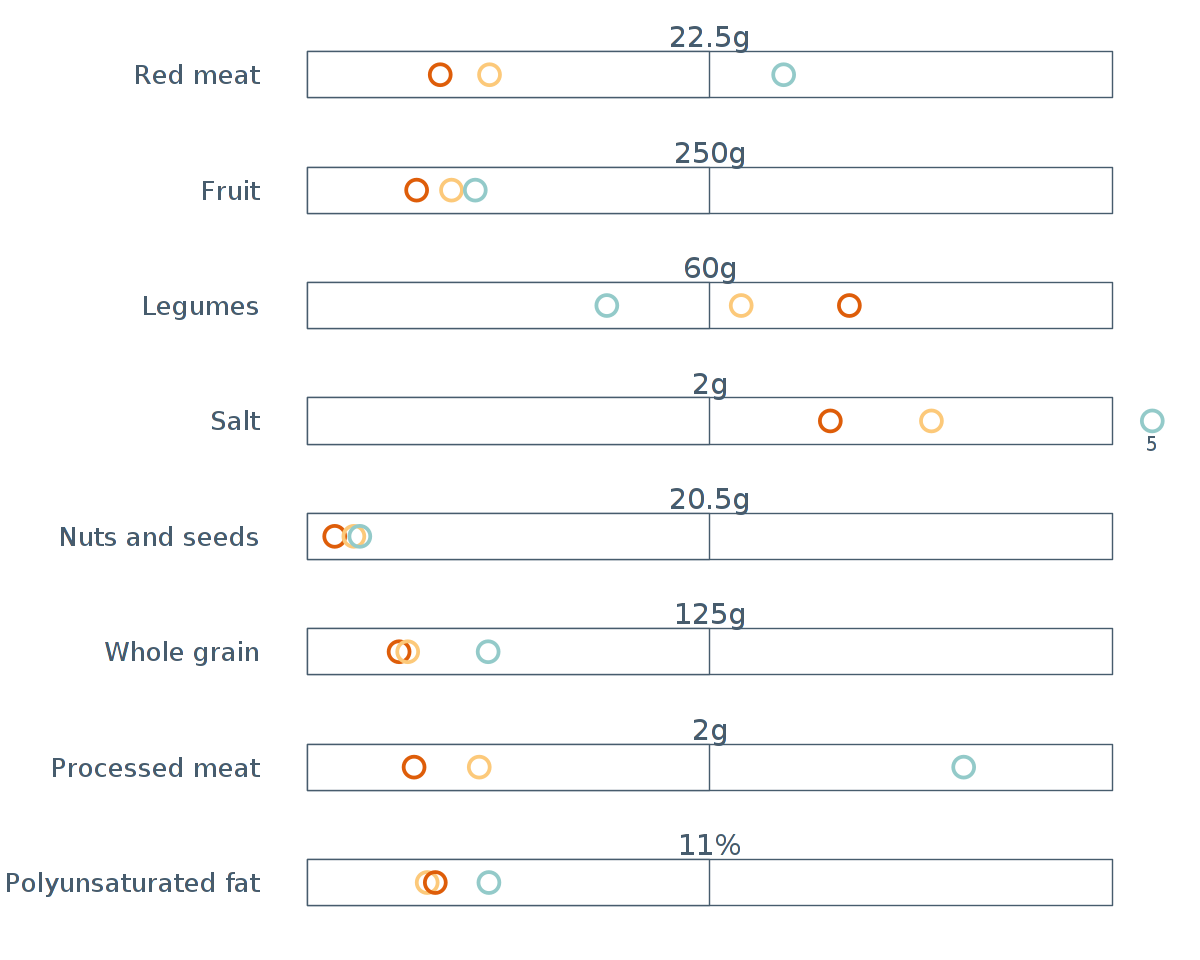 22.5g
Red meat
250g
Fruit
60g
Legumes
2g
Salt
5
20.5g
Nuts and seeds
125g
Whole grain
2g
Processed meat
11%
Polyunsaturated fat